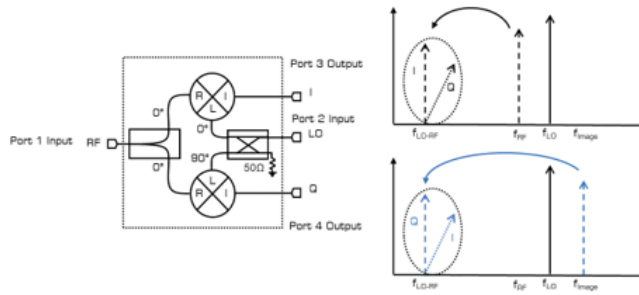 Port 3 Output
R I
L
I
0°
0°
Port 2 Input
Port 1 Input RF
LO
0°
90°
50Ω
L
R I
Q
Port 4 Output
I
Q
fLO-RF fRF fLO fImage
Q
I
fLO-RF fRF fLO fImage